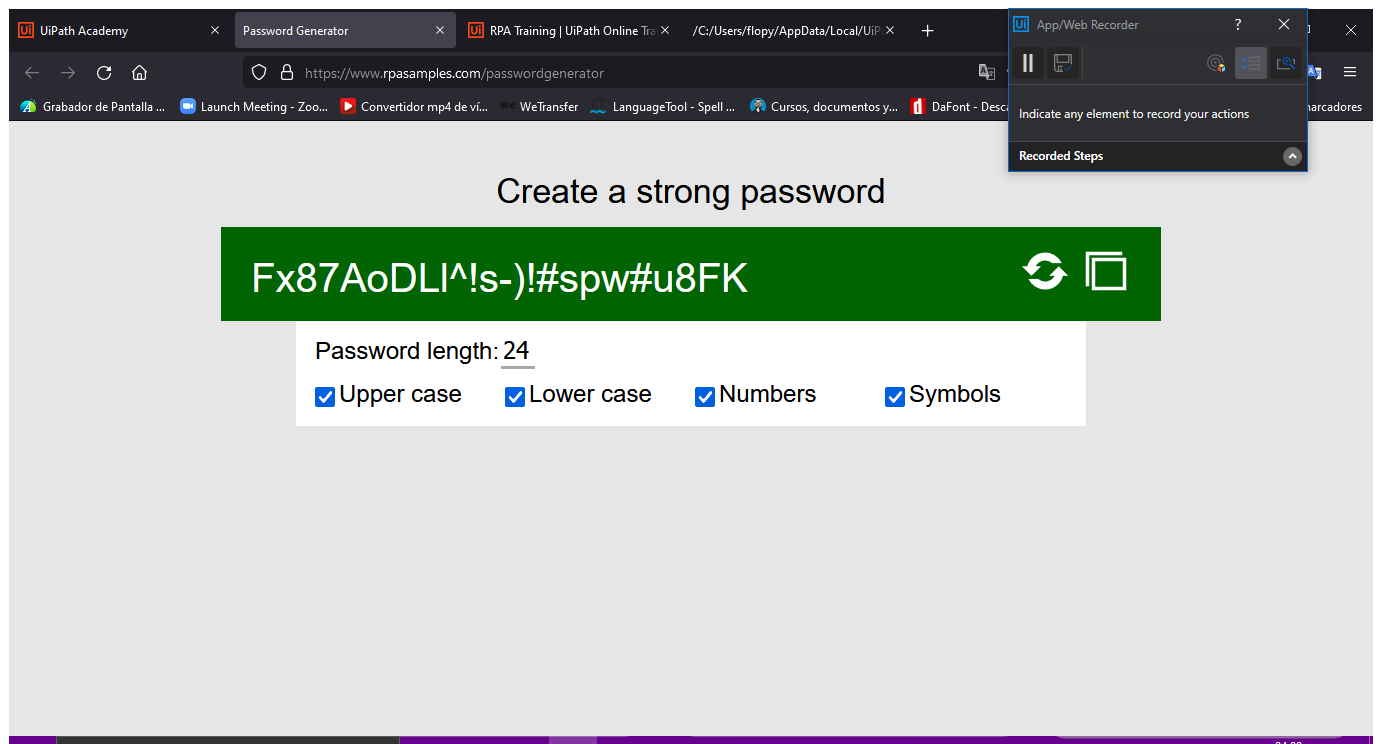 UiPath Academy
Password Generator
RPA Training | UiPath Online Trai
/C:/Users/flopy/AppData/Local/UiP
App/Web Recorder
?
https://www.rpasamples.com/passwordgenerator
Grabador de Pantalla ...
Launch Meeting - Zoo...
Convertidor mp4 de ví...
WeTransfer
LanguageTool - Spell ...
Cursos, documentos y...
DaFont - Desca
marcadores
Indicate any element to record your actions
Recorded Steps
Create a strong password
Fx87AoDLl^!s-)!#spw#u8FK
Password length: 24
Upper case Lower case Numbers Symbols